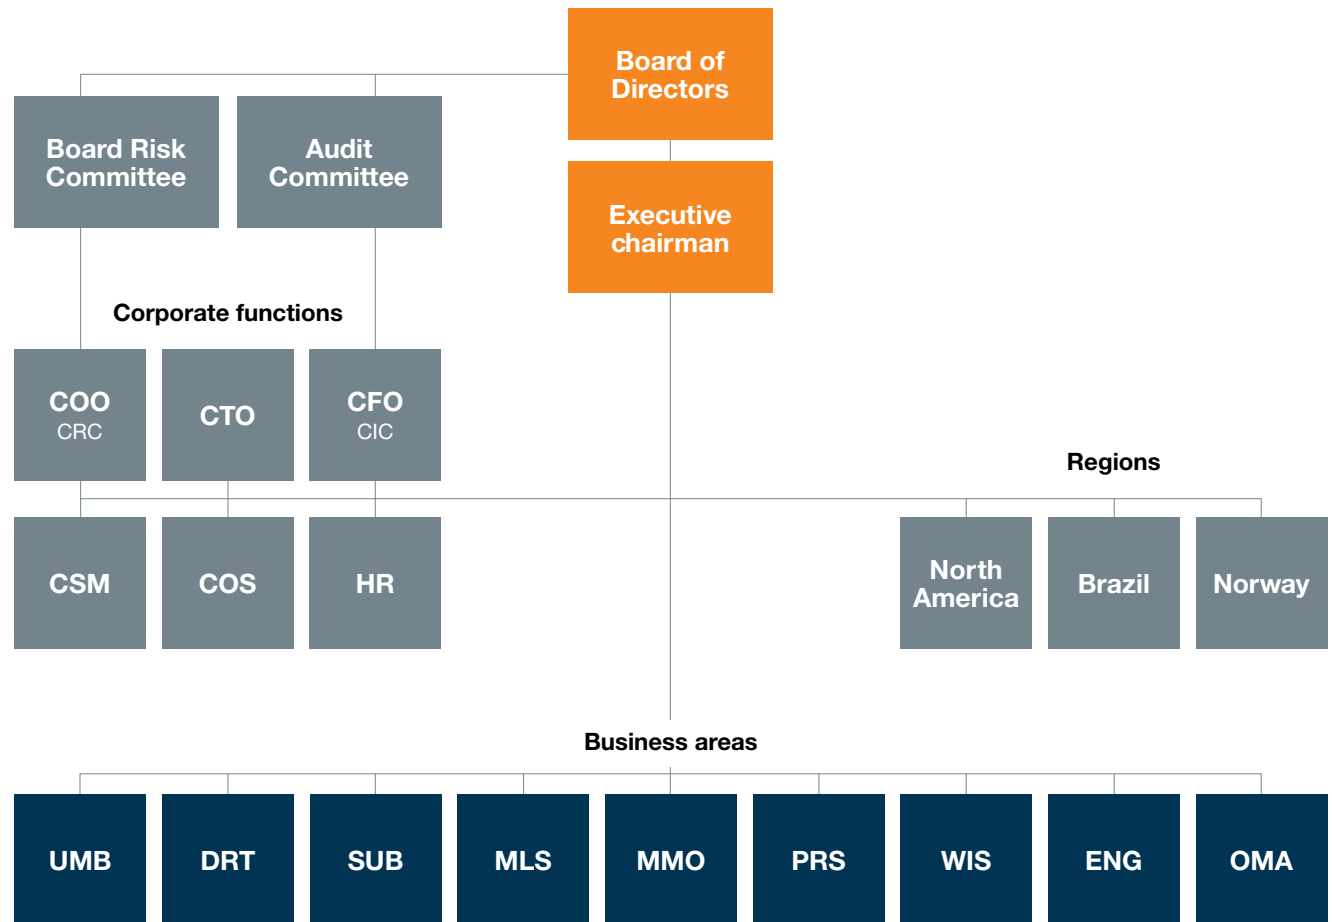 Board of
Directors
Board Risk
Committee
Audit
Committee
Executive
chairman
Corporate functions
COO
CRC
CTO
CFO
CIC
Regions
CSM
COS
HR
North
America
Brazil
Norway
Business areas
UMB
DRT
SUB
MLS
MMO
PRS
WIS
ENG
OMA